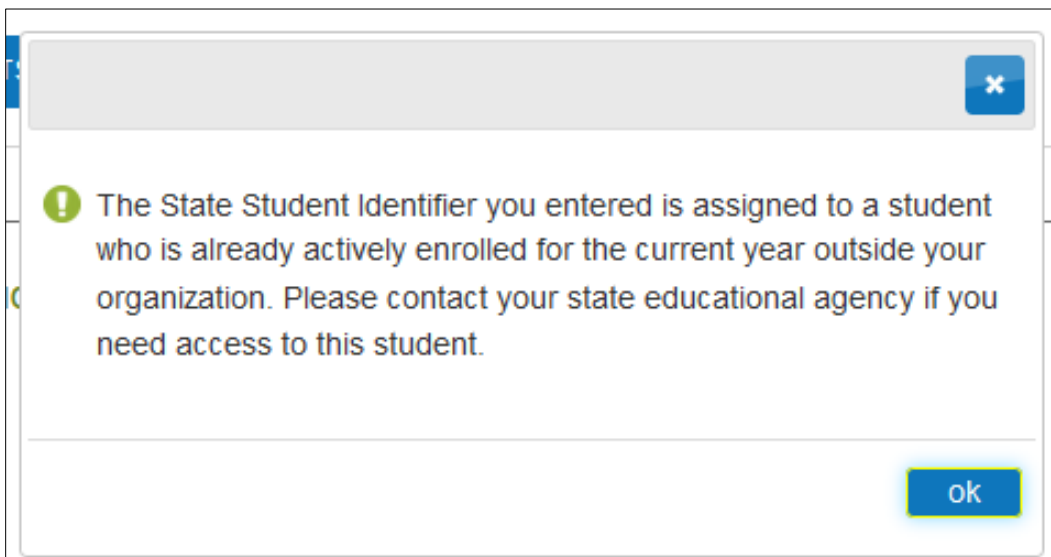 The State Student Identifier you entered is assigned to a student
who is already actively enrolled for the current year outside your
organization. Please contact your state educational agency if you
need access to this student.
ok